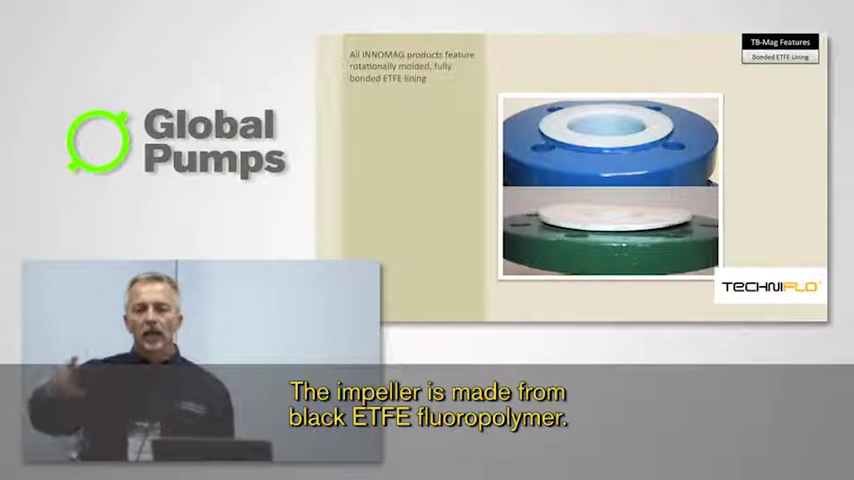 All INNOMAG products feature
rotationally molded, fully
bonded ETFE lining
TB-Mag Features
Bonded ETFE Lining
Global
Pumps
TECHNIFLO
The impeller is made from
black ETFE fluoropolymer.